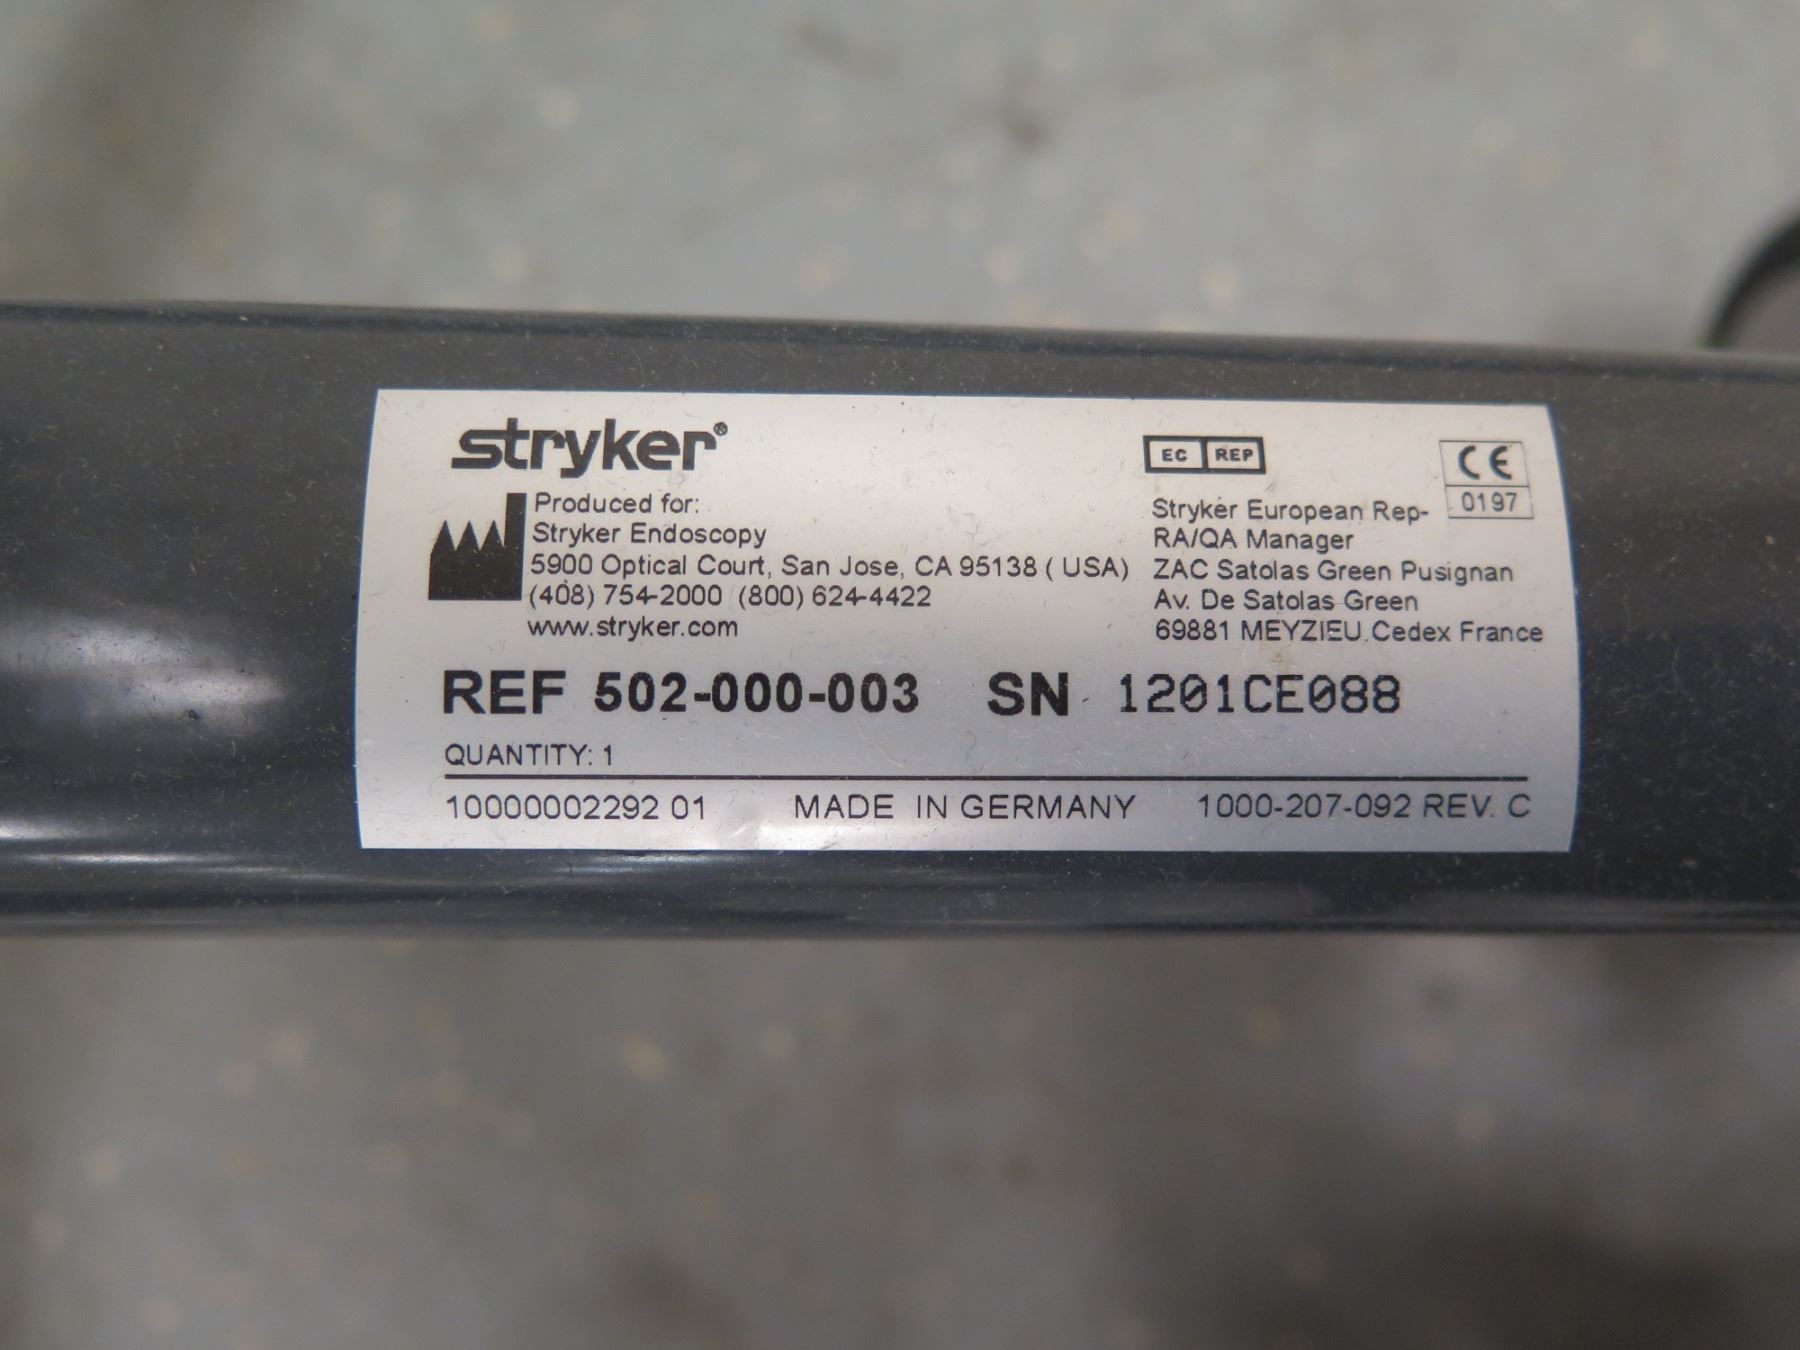 stryker®
Produced for:
Stryker Endoscopy
5900 Optical Court, San Jose, CA 95138 ( USA)
(408) 754-2000 (800) 624-4422
www.stryker.com
EC REP
CE
0197
Stryker European Rep-
RA/QA Manager
ZAC Satolas Green Pusignan
Av. De Satolas Green
69881 MEYZIEU Cedex France
REF 502-000-003 SN 1201CE088
QUANTITY: 1
10000002292 01 MADE IN GERMANY 1000-207-092 REV. C